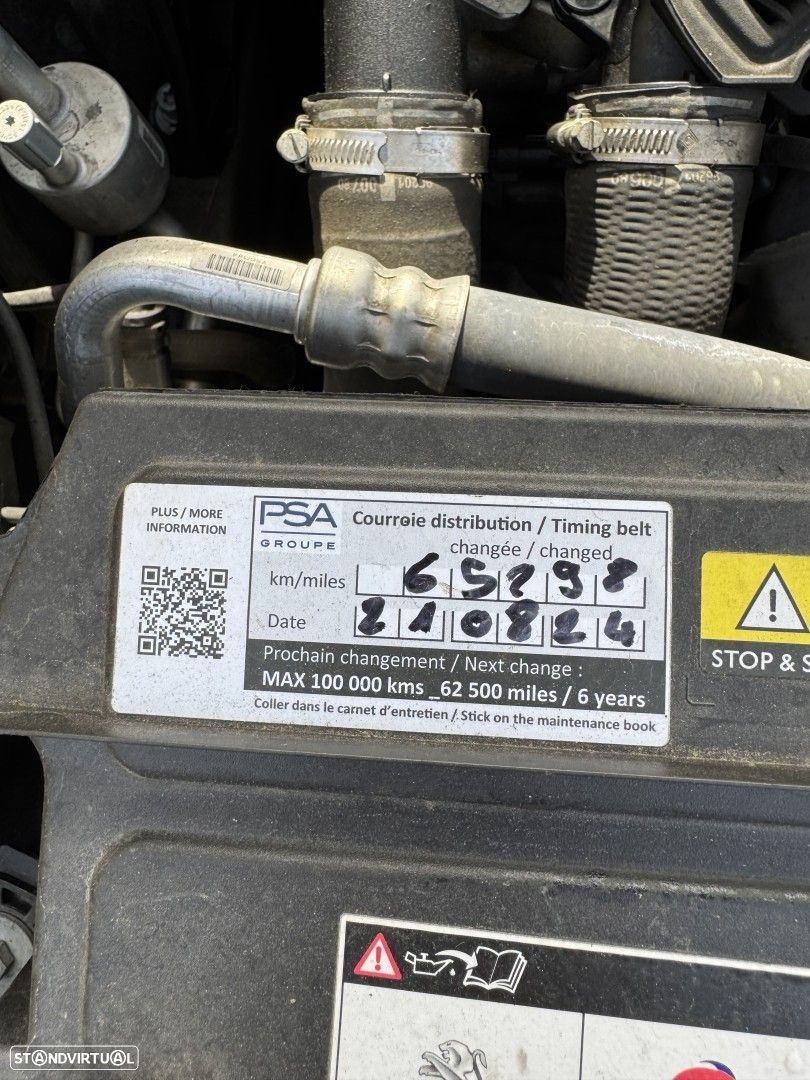 PLUS / MORE
INFORMATION
PSA
GROUPE
Courroie distribution / Timing belt
changée / changed
km/miles 65298
Date 210824
Prochain changement / Next change :
MAX 100 000 kms _62 500 miles / 6 years
Coller dans le carnet d'entretien / Stick on the maintenance book
STOP & S
STANDVIRTUAL